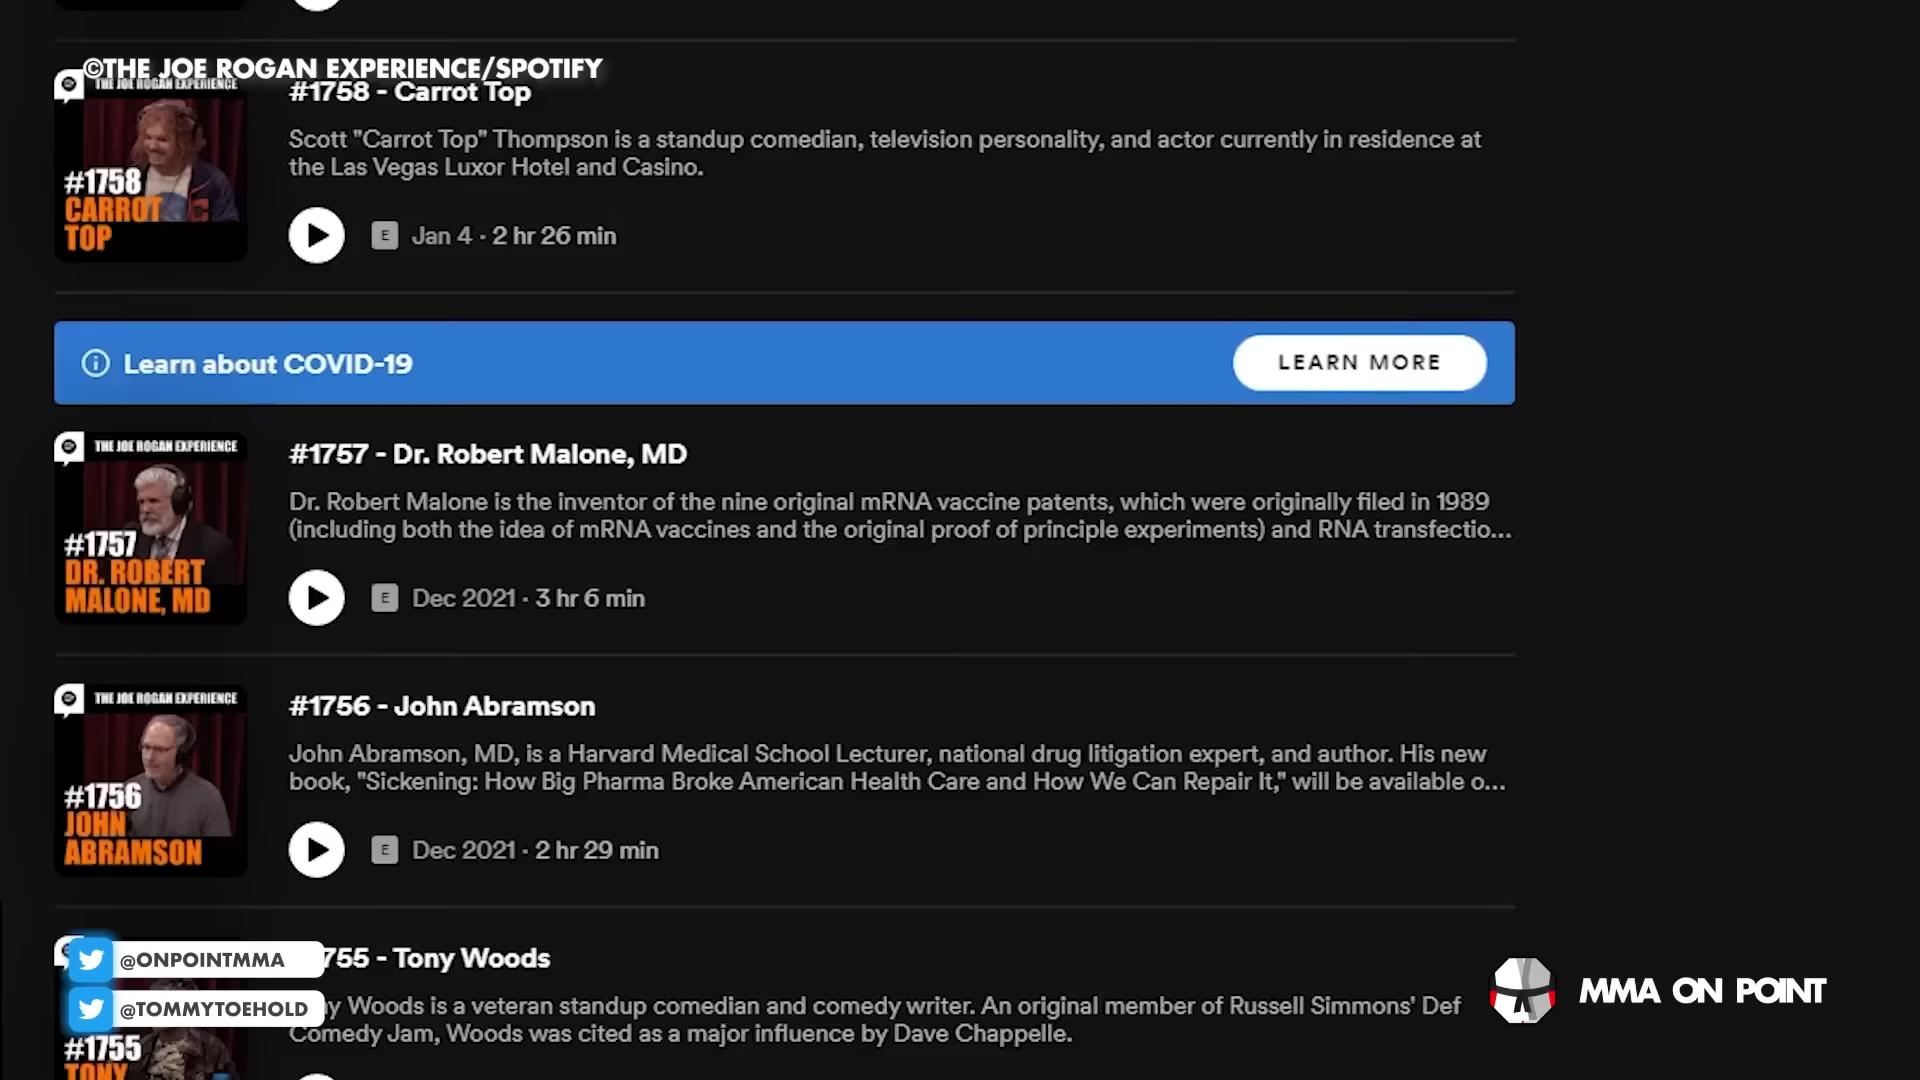 ©THE JOE ROGAN EXPERIENCE/SPOTIFY
THE JOE ROGAN EXPERIENCE
#1758
CARROT
TOP
#1758 - Carrot Top
Scott "Carrot Top" Thompson is a standup comedian, television personality, and actor currently in residence at
the Las Vegas Luxor Hotel and Casino.
E Jan 4 · 2 hr 26 min
Learn about COVID-19
LEARN MORE
THE JOE ROGAN EXPERIENCE
#1757
DR. ROBERT
MALONE, MD
#1757 - Dr. Robert Malone, MD
Dr. Robert Malone is the inventor of the nine original mRNA vaccine patents, which were originally filed in 1989
(including both the idea of mRNA vaccines and the original proof of principle experiments) and RNA transfectio...
E Dec 2021 · 3 hr 6 min
THE JOE ROGAN EXPERIENCE
#1756
JOHN
ABRAMSON
#1756 - John Abramson
John Abramson, MD, is a Harvard Medical School Lecturer, national drug litigation expert, and author. His new
book, "Sickening: How Big Pharma Broke American Health Care and How We Can Repair It," will be available o...
E Dec 2021 · 2 hr 29 min
@ONPOINTMMA
@TOMMYTOEHOLD
#1755
TONY
755 - Tony Woods
ny Woods is a veteran standup comedian and comedy writer. An original member of Russell Simmons' Def
Comedy Jam, Woods was cited as a major influence by Dave Chappelle.
MMA ON POINT